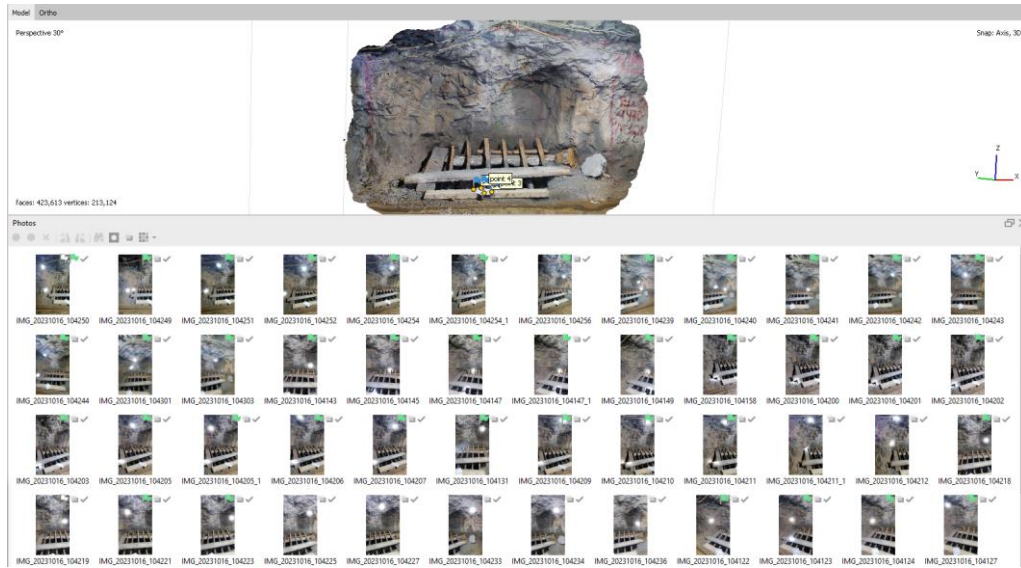 Model Ortho
Perspective 30°
Snap: Axis, 3D
point 4
Z
Y
X
faces: 423,613 vertices: 213,124
Photos
IMG_20231016_104250 IMG_20231016_104249 IMG_20231016_104251 IMG_20231016_104252 IMG_20231016_104254 IMG_20231016_104254_1 IMG_20231016_104256 IMG_20231016_104239 IMG_20231016_104240 IMG_20231016_104241 IMG_20231016_104242 IMG_20231016_104243
IMG_20231016_104244 IMG_20231016_104301 IMG_20231016_104303 IMG_20231016_104143 IMG_20231016_104145 IMG_20231016_104147 IMG_20231016_104147_1 IMG_20231016_104149 IMG_20231016_104158 IMG_20231016_104200 IMG_20231016_104201 IMG_20231016_104202
IMG_20231016_104203 IMG_20231016_104205 IMG_20231016_104205_1 IMG_20231016_104206 IMG_20231016_104207 IMG_20231016_104131 IMG_20231016_104209 IMG_20231016_104210 IMG_20231016_104211 IMG_20231016_104211_1 IMG_20231016_104212 IMG_20231016_104218
IMG_20231016_104219 IMG_20231016_104221 IMG_20231016_104223 IMG_20231016_104225 IMG_20231016_104227 IMG_20231016_104233 IMG_20231016_104234 IMG_20231016_104236 IMG_20231016_104122 IMG_20231016_104123 IMG_20231016_104124 IMG_20231016_104127